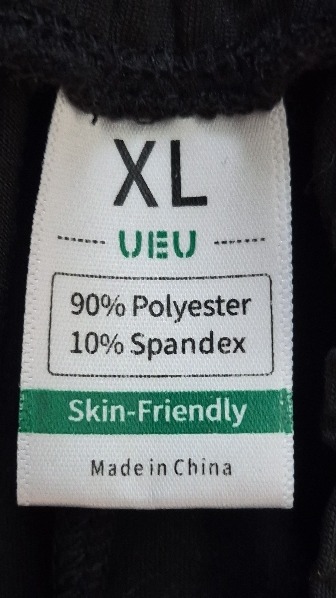 XL
UEU
90% Polyester
10% Spandex
Skin-Friendly
Made in China